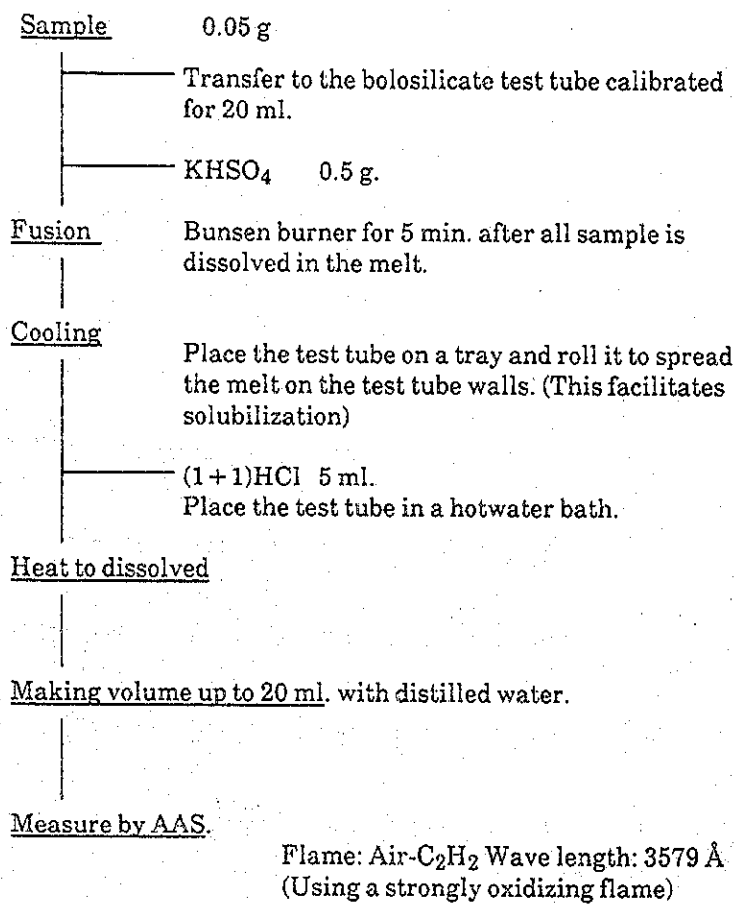 Sample 0.05 g
Transfer to the bolosilicate test tube calibrated
for 20 ml.
KHSO4 0.5 g.
Fusion Bunsen burner for 5 min. after all sample is
dissolved in the melt.
Cooling
Place the test tube on a tray and roll it to spread
the melt on the test tube walls. (This facilitates
solubilization)
(1+1)HCl 5 ml.
Place the test tube in a hotwater bath.
Heat to dissolved
Making volume up to 20 ml. with distilled water.
Measure by AAS.
Flame: Air-C2H2 Wave length: 3579 Å
(Using a strongly oxidizing flame)